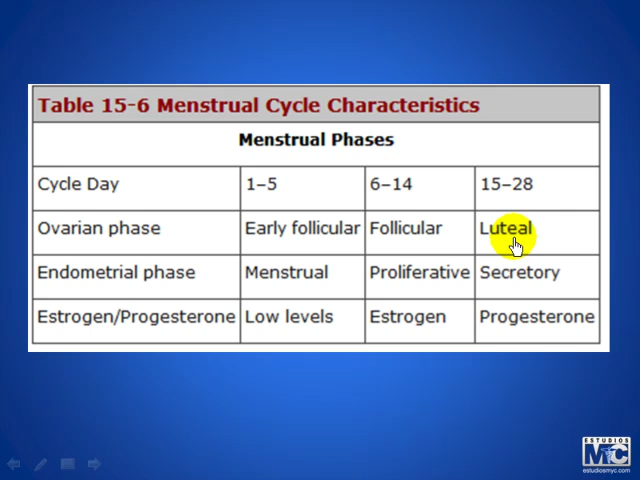 Table 15-6 Menstrual Cycle Characteristics
Menstrual Phases
Cycle Day 1–5 6–14 15–28
Ovarian phase Early follicular Follicular Luteal
Endometrial phase Menstrual Proliferative Secretory
Estrogen/Progesterone Low levels Estrogen Progesterone
ESTUDIOS
MyC
estudiosmyc.com